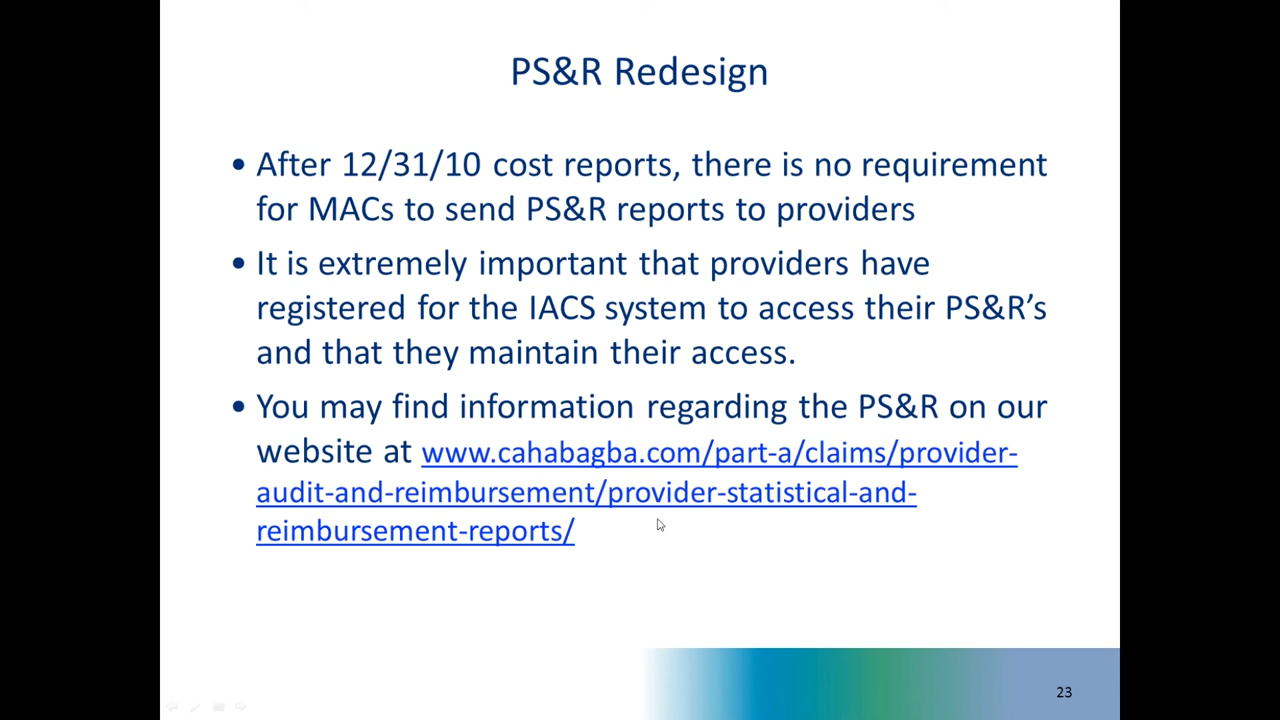 PS&R Redesign
• After 12/31/10 cost reports, there is no requirement
for MACs to send PS&R reports to providers
• It is extremely important that providers have
registered for the IACS system to access their PS&R’s
and that they maintain their access.
• You may find information regarding the PS&R on our
website at www.cahabagba.com/part-a/claims/provider-
audit-and-reimbursement/provider-statistical-and-
reimbursement-reports/
23